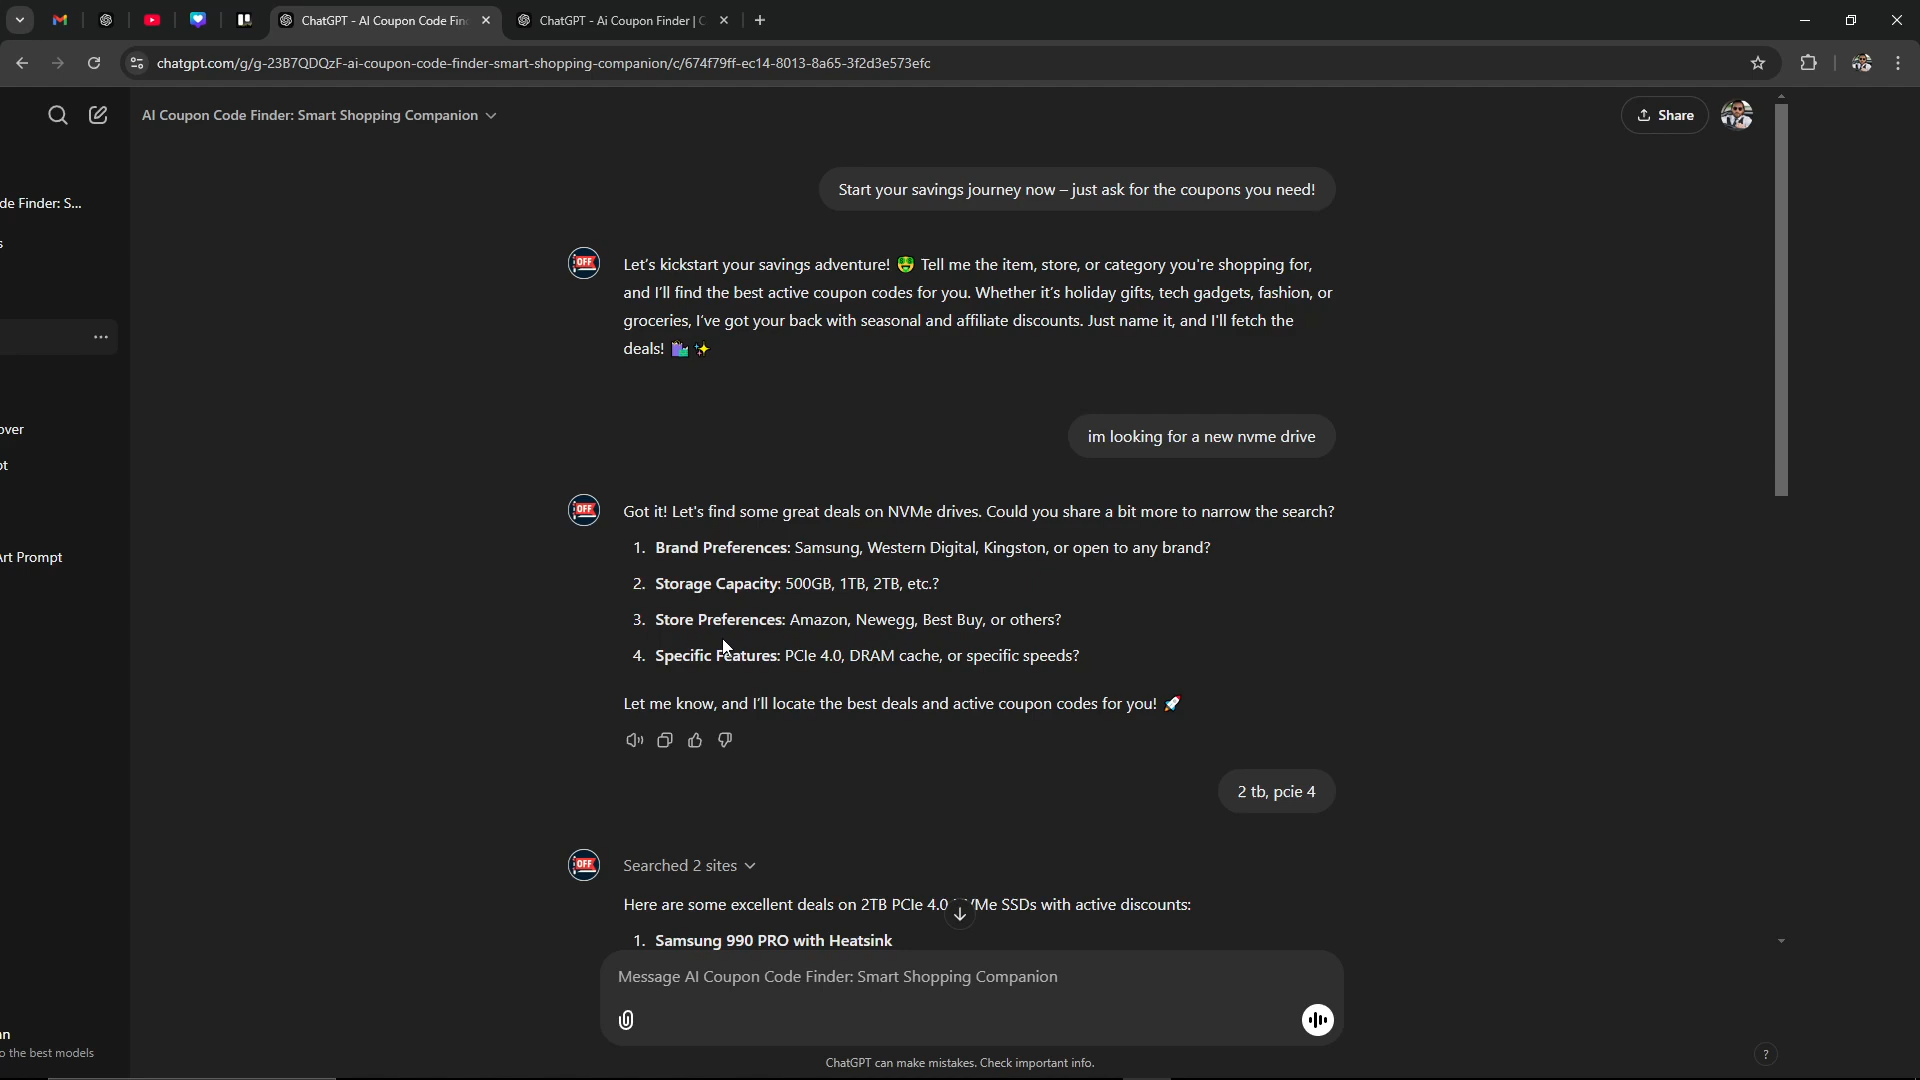 ChatGPT - AI Coupon Code Fin
ChatGPT - Ai Coupon Finder | C
chatgpt.com/g/g-23B7QDQzF-ai-coupon-code-finder-smart-shopping-companion/c/674f79ff-ec14-8013-8a65-3f2d3e573efc
AI Coupon Code Finder: Smart Shopping Companion
Share
de Finder: S...
s
over
ot
Art Prompt
an
o the best models
Start your savings journey now – just ask for the coupons you need!
OFF
Let's kickstart your savings adventure! 🤑 Tell me the item, store, or category you're shopping for,
and I'll find the best active coupon codes for you. Whether it's holiday gifts, tech gadgets, fashion, or
groceries, I've got your back with seasonal and affiliate discounts. Just name it, and I'll fetch the
deals! 🛍️ ✨
im looking for a new nvme drive
OFF
Got it! Let's find some great deals on NVMe drives. Could you share a bit more to narrow the search?
1. Brand Preferences: Samsung, Western Digital, Kingston, or open to any brand?
2. Storage Capacity: 500GB, 1TB, 2TB, etc.?
3. Store Preferences: Amazon, Newegg, Best Buy, or others?
4. Specific Features: PCIe 4.0, DRAM cache, or specific speeds?
Let me know, and I'll locate the best deals and active coupon codes for you! 🚀
2 tb, pcie 4
OFF
Searched 2 sites
Here are some excellent deals on 2TB PCIe 4.0 NVMe SSDs with active discounts:
1. Samsung 990 PRO with Heatsink
Message AI Coupon Code Finder: Smart Shopping Companion
ChatGPT can make mistakes. Check important info.
?